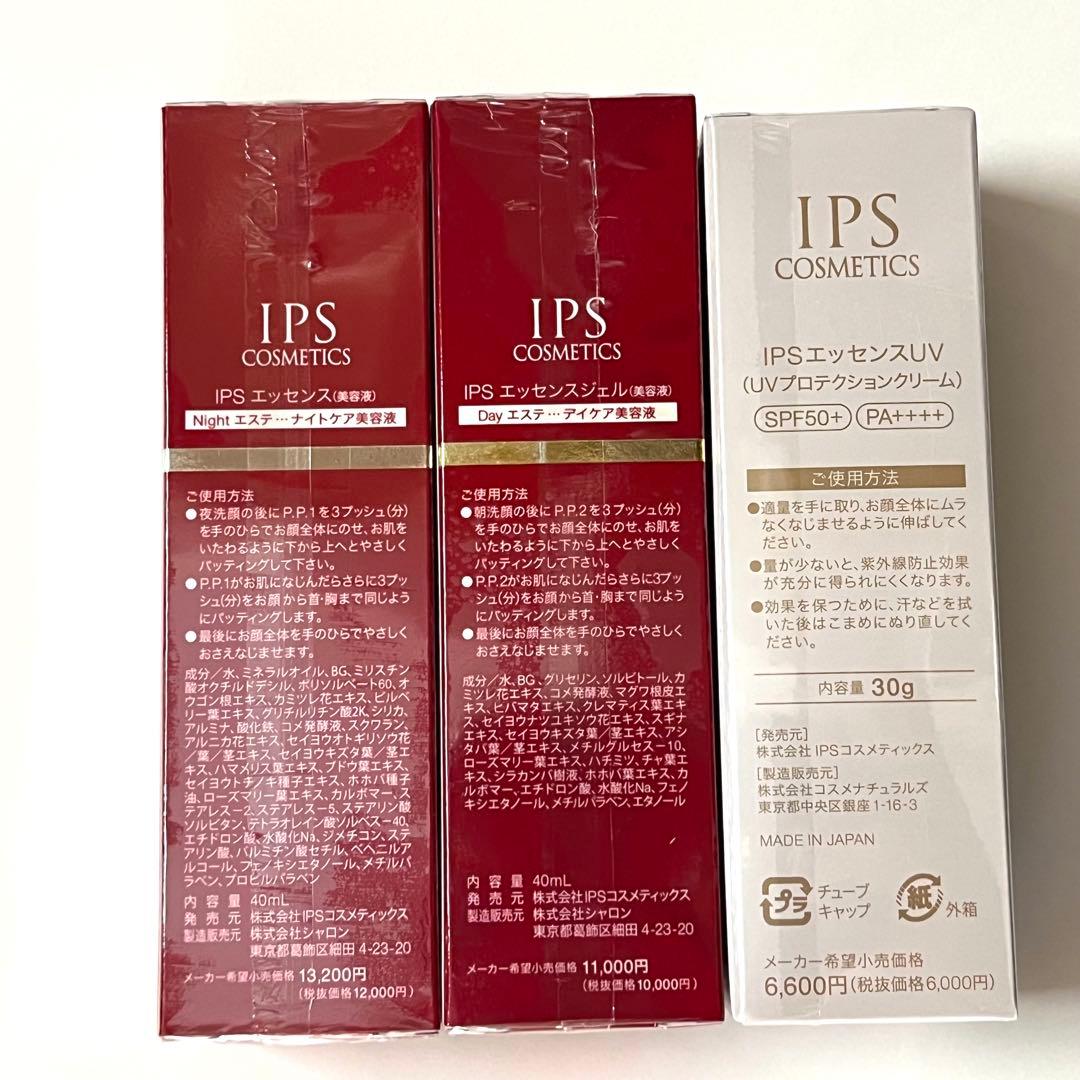 IPS
COSMETICS
IPS エッセンス(美容液)
Night エステ…ナイトケア美容液
ご使用方法
●夜洗顔の後にP.P.1を3プッシュ(分)
を手のひらでお顔全体にのせ、お肌を
いたわるように下から上へとやさしく
パッティングして下さい。
●P.P.1がお肌になじんだらさらに3プッ
シュ(分)をお顔から首・胸まで同じよう
にパッティングします。
●最後にお顔全体を手のひらでやさしく
おさえなじませます。
成分/水、ミネラルオイル、BG、ミリスチン
酸オクチルドデシル、ポリソルベート60、オ
ウゴン根エキス、カミツレ花エキス、ビルベ
リー葉エキス、グリチルリチン酸2K、シリカ、
アルミナ、酸化鉄、コメ発酵液、スクワラン、
アルニカ花エキス、セイヨウオトギリソウ花
/葉/茎エキス、セイヨウキズタ葉/茎エキ
ス、ハマメリス葉エキス、ブドウ葉エキス、
セイヨウトチノキ種子エキス、ホホバ種子
油、ローズマリー葉エキス、カルボマー、ス
テアレス-2、ステアレス-5、ステアリン酸
ソルビタン、テトラオレイン酸ソルベス-40、
エチドロン酸、水酸化Na、ジメチコン、ステ
アリン酸、パルミチン酸セチル、ベヘニルア
ルコール、フェノキシエタノール、メチルパ
ラベン、プロピルパラベン
内容量 40mL
発売元 株式会社IPSコスメティックス
製造販売元 株式会社シャロン
東京都葛飾区細田 4-23-20
メーカー希望小売価格 13,200円
(税抜価格12,000円)
IPS
COSMETICS
IPS エッセンスジェル(美容液)
Day エステ…デイケア美容液
ご使用方法
●朝洗顔の後にP.P.2を3プッシュ(分)
を手のひらでお顔全体にのせ、お肌を
いたわるように下から上へとやさしく
パッティングして下さい。
●P.P.2がお肌になじんだらさらに3プッ
シュ(分)をお顔から首・胸まで同じよう
にパッティングします。
●最後にお顔全体を手のひらでやさしく
おさえなじませます。
成分/水、BG、グリセリン、ソルビトール、カ
ミツレ花エキス、コメ発酵液、マグワ根皮エ
キス、ヒバマタエキス、クレマティス葉エキ
ス、セイヨウナツユキソウ花エキス、スギナ
エキス、セイヨウキズタ葉/茎エキス、アシ
タバ葉/茎エキス、メチルグルセス-10、
ローズマリー葉エキス、ハチミツ、チャ葉エ
キス、シラカンバ樹液、ホホバ葉エキス、カ
ルボマー、エチドロン酸、水酸化Na、フェノ
キシエタノール、メチルパラベン、エタノール
内容量 40mL
発売元 株式会社IPSコスメティックス
製造販売元 株式会社シャロン
東京都葛飾区細田 4-23-20
メーカー希望小売価格 11,000円
(税抜価格10,000円)
IPS
COSMETICS
IPSエッセンスUV
(UVプロテクションクリーム)
SPF50+ PA++++
ご使用方法
●適量を手に取り、お顔全体にムラ
なくなじませるように伸ばしてく
ださい。
●量が少ないと、紫外線防止効果
が充分に得られにくくなります。
●効果を保つために、汗などを拭
いた後はこまめにぬり直してく
ださい。
内容量 30g
[発売元]
株式会社 IPSコスメティックス
[製造販売元]
株式会社コスメナチュラルズ
東京都中央区銀座1-16-3
MADE IN JAPAN
プラ チューブ
キャップ
紙 外箱
メーカー希望小売価格
6,600円(税抜価格6,000円)